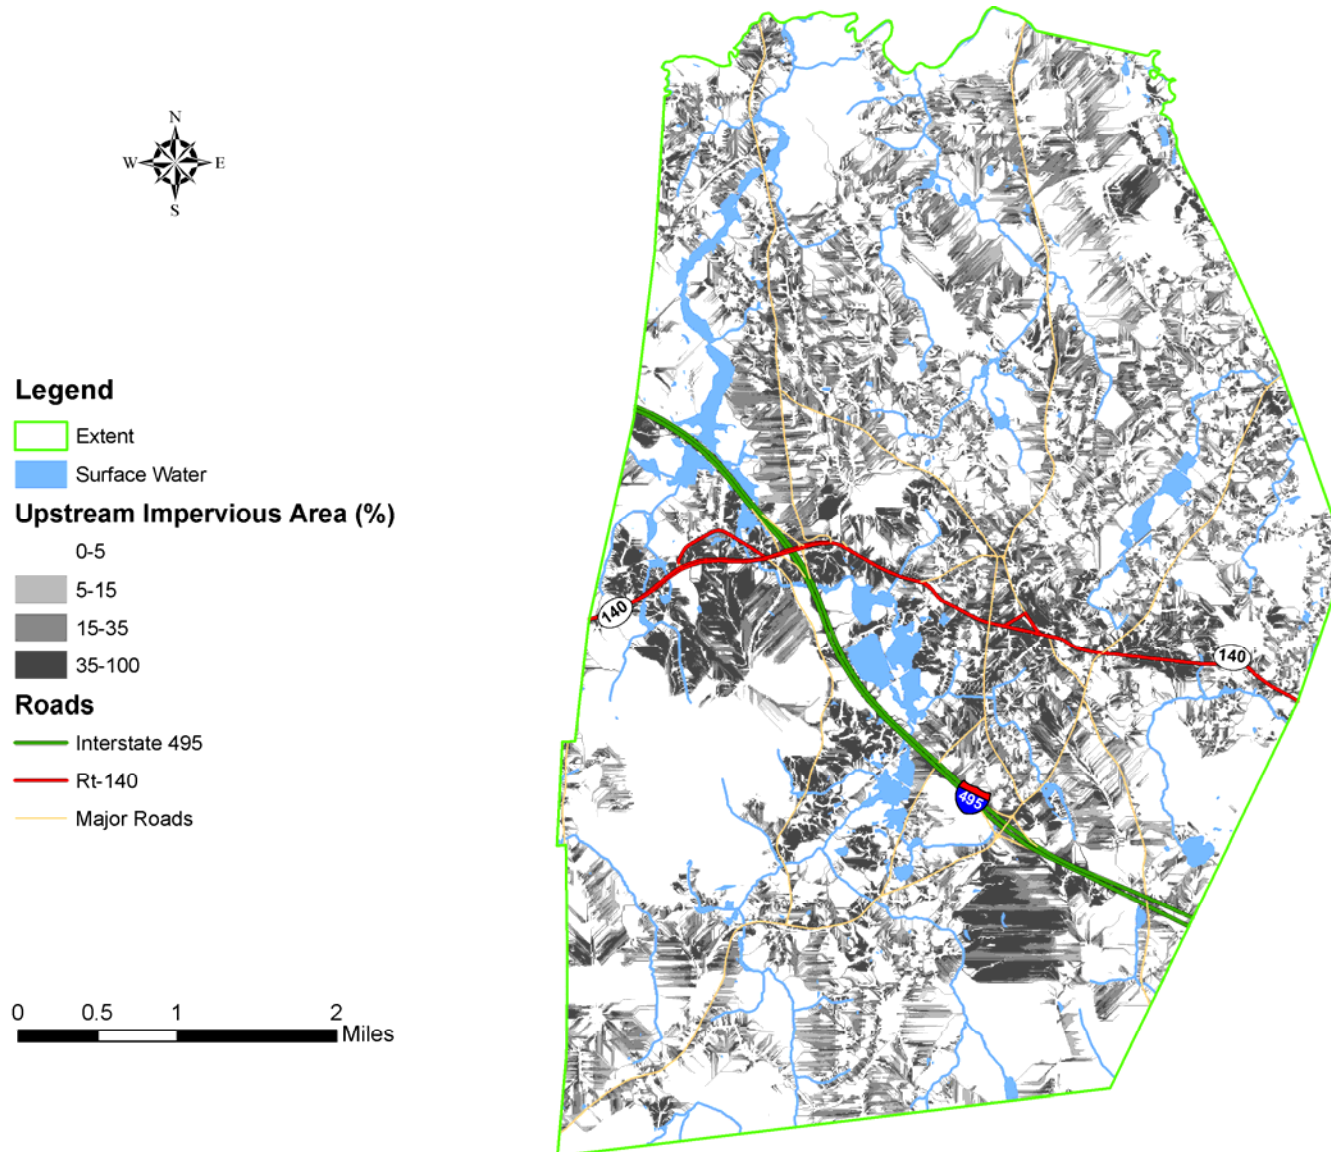 N
W E
S
Legend
Extent
Surface Water
Upstream Impervious Area (%)
0-5
5-15
15-35
35-100
Roads
Interstate 495
Rt-140
Major Roads
0 0.5 1 2
Miles
140
140
495